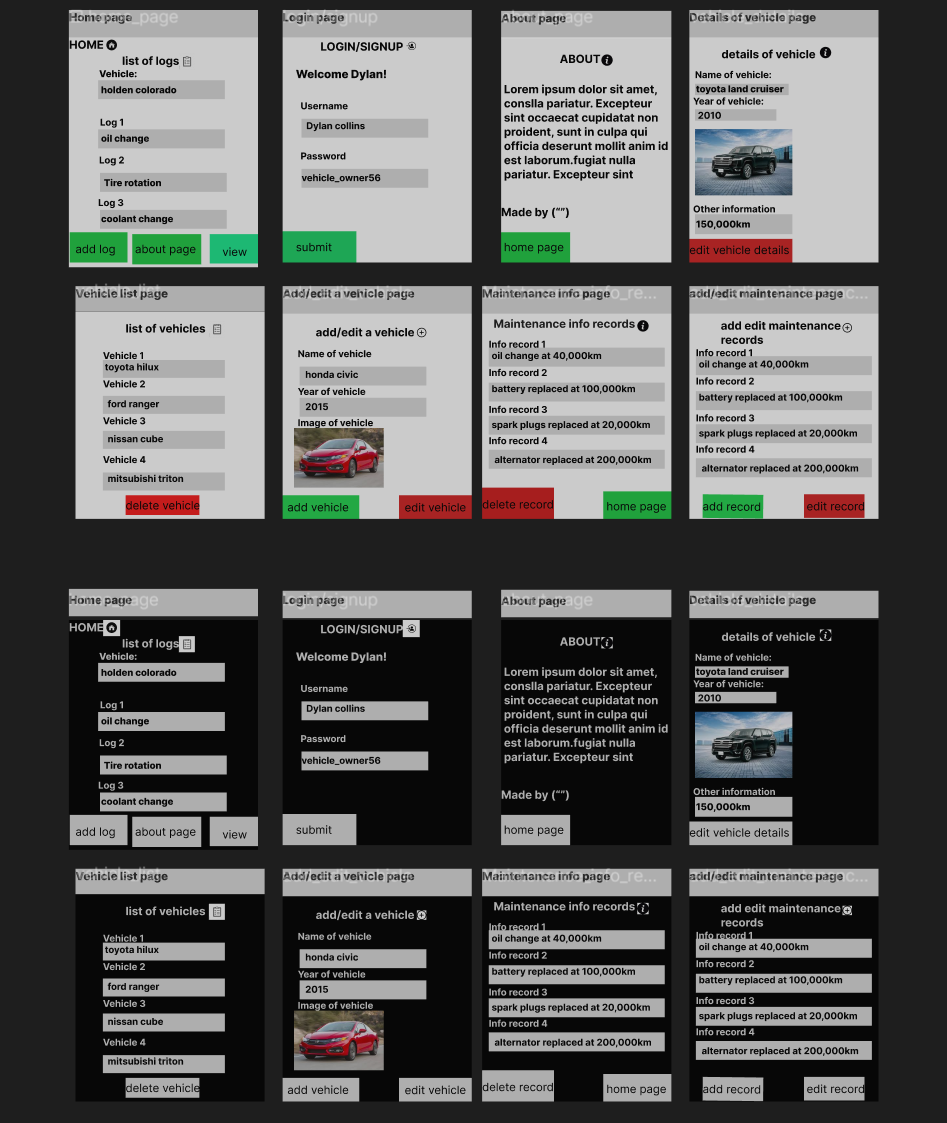 Home page
HOME
list of logs
Vehicle:
holden colorado
Log 1
oil change
Log 2
Tire rotation
Log 3
coolant change
add log
about page
view
Login page
LOGIN/SIGNUP
Welcome Dylan!
Username
Dylan collins
Password
vehicle_owner56
submit
About page
ABOUT
Lorem ipsum dolor sit amet,
conslla pariatur. Excepteur
sint occaecat cupidatat non
proident, sunt in culpa qui
officia deserunt mollit anim id
est laborum.fugiat nulla
pariatur. Excepteur sint
Made by (“”)
home page
Details of vehicle page
details of vehicle
Name of vehicle:
toyota land cruiser
Year of vehicle:
2010
Other information
150,000km
edit vehicle details
Vehicle list page
list of vehicles
Vehicle 1
toyota hilux
Vehicle 2
ford ranger
Vehicle 3
nissan cube
Vehicle 4
mitsubishi triton
delete vehicle
Add/edit a vehicle page
add/edit a vehicle
Name of vehicle
honda civic
Year of vehicle
2015
Image of vehicle
add vehicle
edit vehicle
Maintenance info page
Maintenance info records
Info record 1
oil change at 40,000km
Info record 2
battery replaced at 100,000km
Info record 3
spark plugs replaced at 20,000km
Info record 4
alternator replaced at 200,000km
delete record
home page
add/edit maintenance page
add edit maintenance
records
Info record 1
oil change at 40,000km
Info record 2
battery replaced at 100,000km
Info record 3
spark plugs replaced at 20,000km
Info record 4
alternator replaced at 200,000km
add record
edit record
Home page
HOME
list of logs
Vehicle:
holden colorado
Log 1
oil change
Log 2
Tire rotation
Log 3
coolant change
add log
about page
view
Login page
LOGIN/SIGNUP
Welcome Dylan!
Username
Dylan collins
Password
vehicle_owner56
submit
About page
ABOUT
Lorem ipsum dolor sit amet,
conslla pariatur. Excepteur
sint occaecat cupidatat non
proident, sunt in culpa qui
officia deserunt mollit anim id
est laborum.fugiat nulla
pariatur. Excepteur sint
Made by (“”)
home page
Details of vehicle page
details of vehicle
Name of vehicle:
toyota land cruiser
Year of vehicle:
2010
Other information
150,000km
edit vehicle details
Vehicle list page
list of vehicles
Vehicle 1
toyota hilux
Vehicle 2
ford ranger
Vehicle 3
nissan cube
Vehicle 4
mitsubishi triton
delete vehicle
Add/edit a vehicle page
add/edit a vehicle
Name of vehicle
honda civic
Year of vehicle
2015
Image of vehicle
add vehicle
edit vehicle
Maintenance info page
Maintenance info records
Info record 1
oil change at 40,000km
Info record 2
battery replaced at 100,000km
Info record 3
spark plugs replaced at 20,000km
Info record 4
alternator replaced at 200,000km
delete record
home page
add/edit maintenance page
add edit maintenance
records
Info record 1
oil change at 40,000km
Info record 2
battery replaced at 100,000km
Info record 3
spark plugs replaced at 20,000km
Info record 4
alternator replaced at 200,000km
add record
edit record